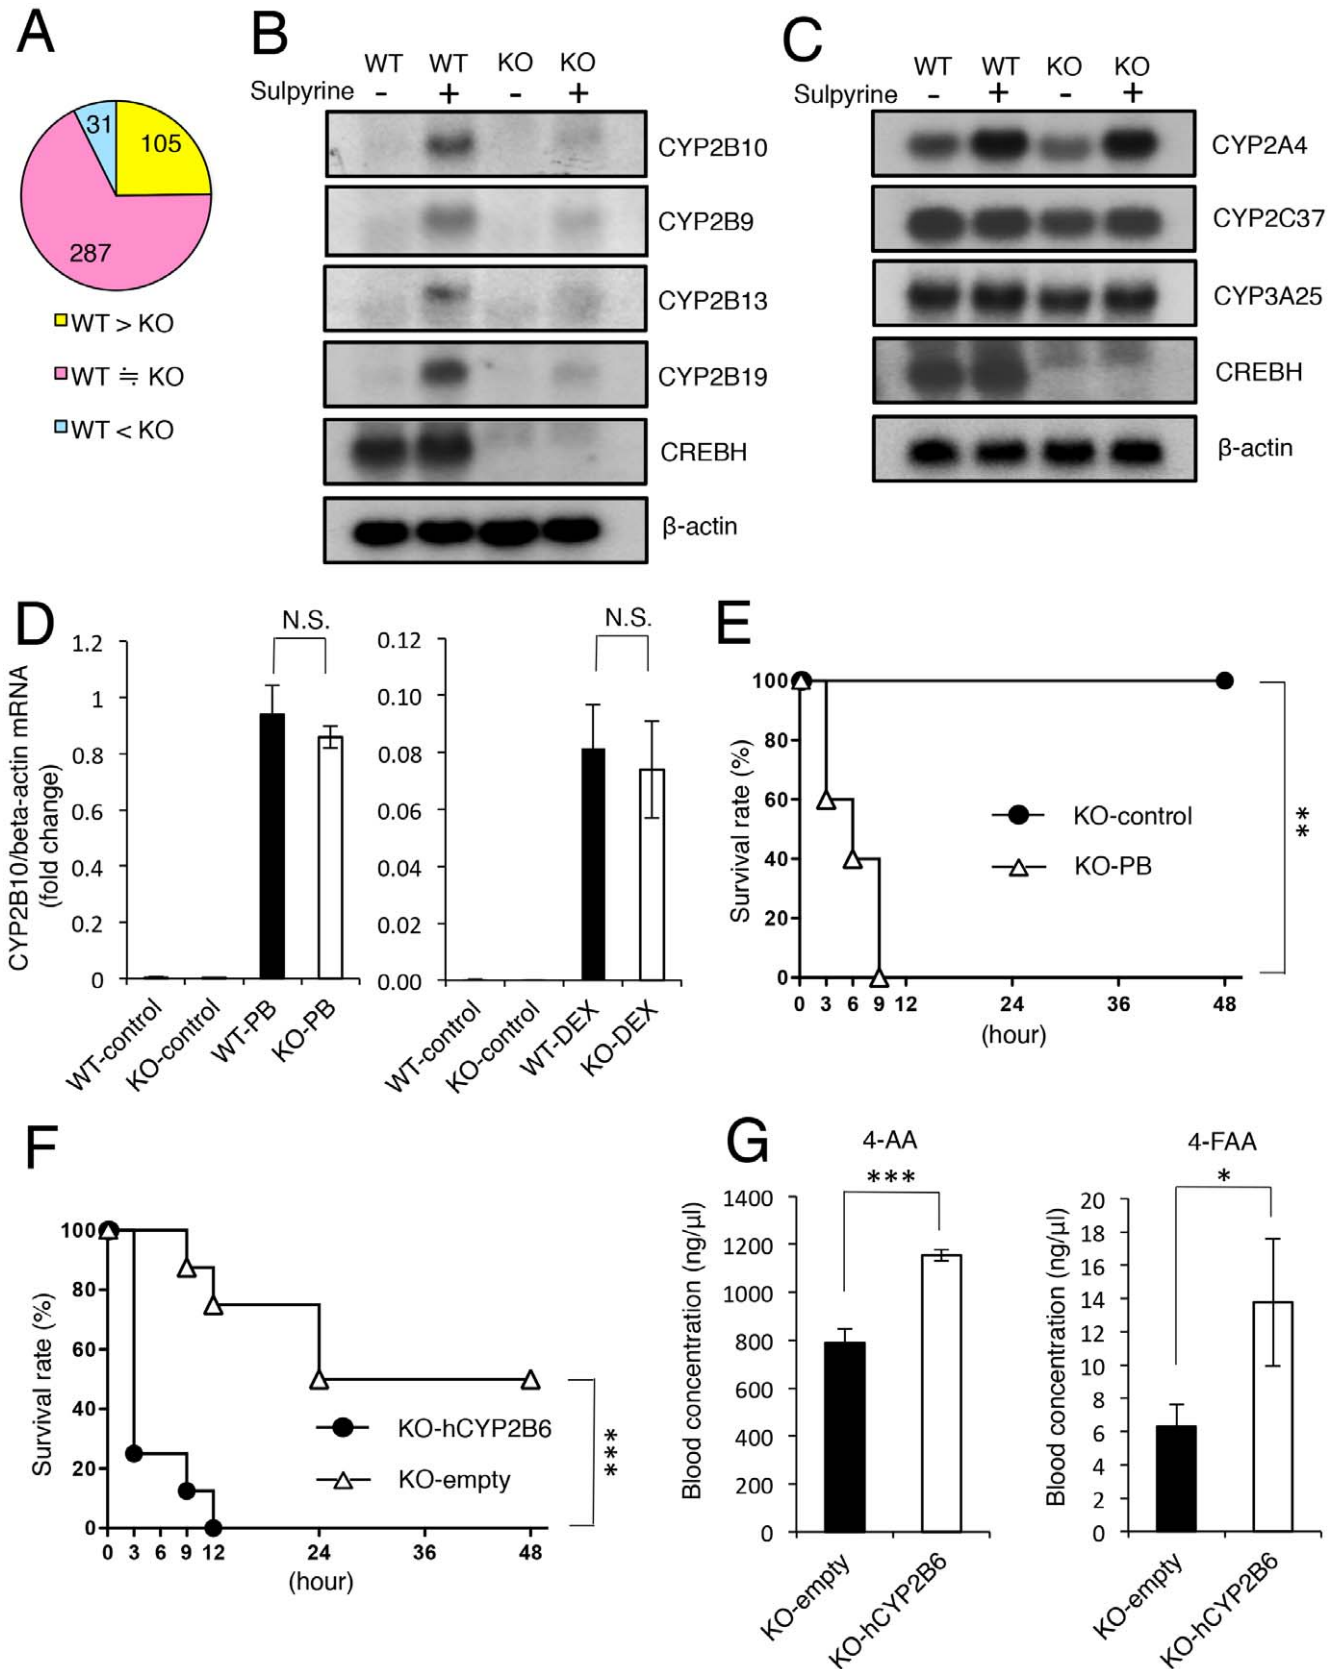 A
31
105
287
WT > KO
WT ≒ KO
WT < KO
B
WT WT KO KO
Sulpyrine - + - +
CYP2B10
CYP2B9
CYP2B13
CYP2B19
CREBH
β-actin
C
WT WT KO KO
Sulpyrine - + - +
CYP2A4
CYP2C37
CYP3A25
CREBH
β-actin
D
CYP2B10/beta-actin mRNA
(fold change)
N.S.
1.2
1
0.8
0.6
0.4
0.2
0
WT-control
KO-control
WT-PB
KO-PB
N.S.
0.12
0.10
0.08
0.06
0.04
0.02
0.00
WT-control
KO-control
WT-DEX
KO-DEX
E
Survival rate (%)
100
80
60
40
20
0
0 3 6 9 12 24 36 48
(hour)
KO-control
KO-PB
**
F
Survival rate (%)
100
80
60
40
20
0
0 3 6 9 12 24 36 48
(hour)
KO-hCYP2B6
KO-empty
***
G
4-AA
***
Blood concentration (ng/μl)
1400
1200
1000
800
600
400
200
0
KO-empty
KO-hCYP2B6
4-FAA
*
Blood concentration (ng/μl)
20
18
16
14
12
10
8
6
4
2
0
KO-empty
KO-hCYP2B6